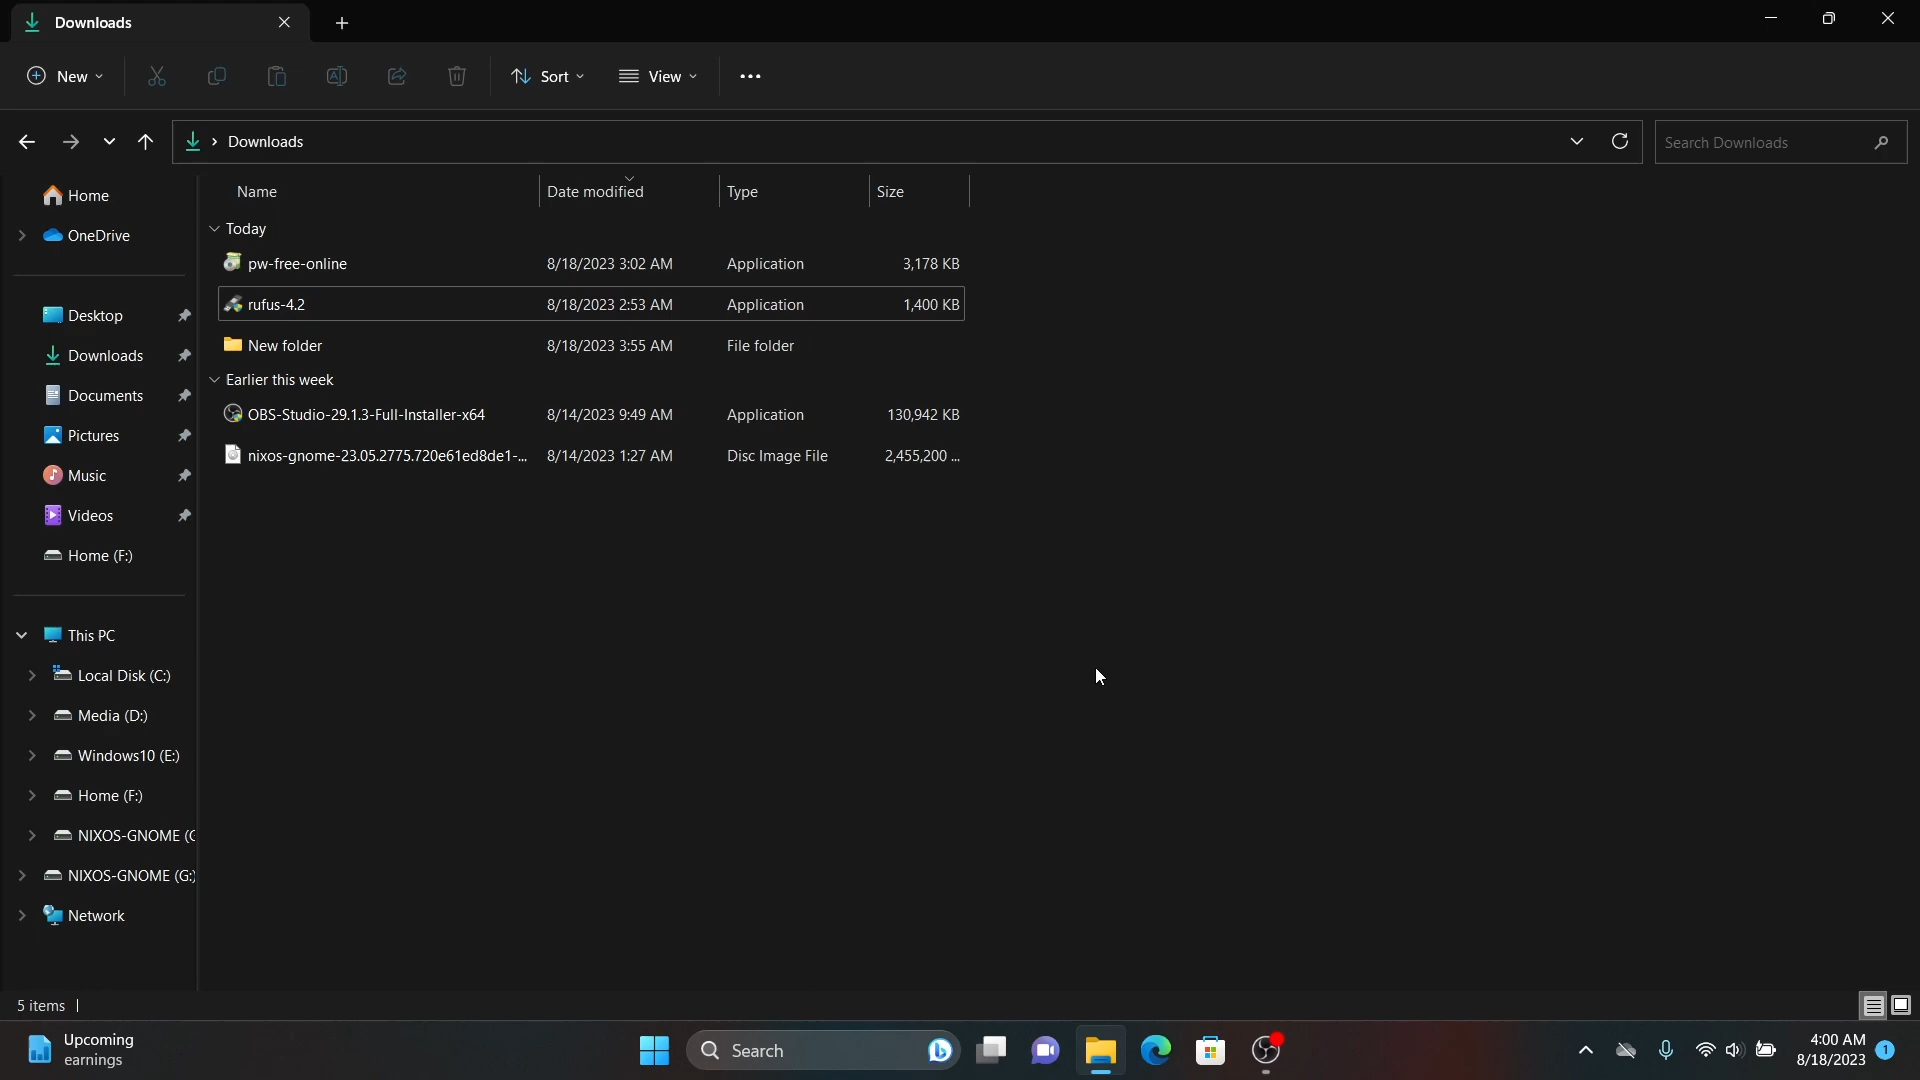 Downloads
New
Sort
View
Downloads
Search Downloads
Name Date modified Type Size
Today
pw-free-online 8/18/2023 3:02 AM Application 3,178 KB
rufus-4.2 8/18/2023 2:53 AM Application 1,400 KB
New folder 8/18/2023 3:55 AM File folder
Earlier this week
OBS-Studio-29.1.3-Full-Installer-x64 8/14/2023 9:49 AM Application 130,942 KB
nixos-gnome-23.05.2775.720e61ed8de1-... 8/14/2023 1:27 AM Disc Image File 2,455,200 ...
Home
OneDrive
Desktop
Downloads
Documents
Pictures
Music
Videos
Home (F:)
This PC
Local Disk (C:)
Media (D:)
Windows10 (E:)
Home (F:)
NIXOS-GNOME (G
NIXOS-GNOME (G:)
Network
5 items
Upcoming
earnings
Search
4:00 AM
8/18/2023
1